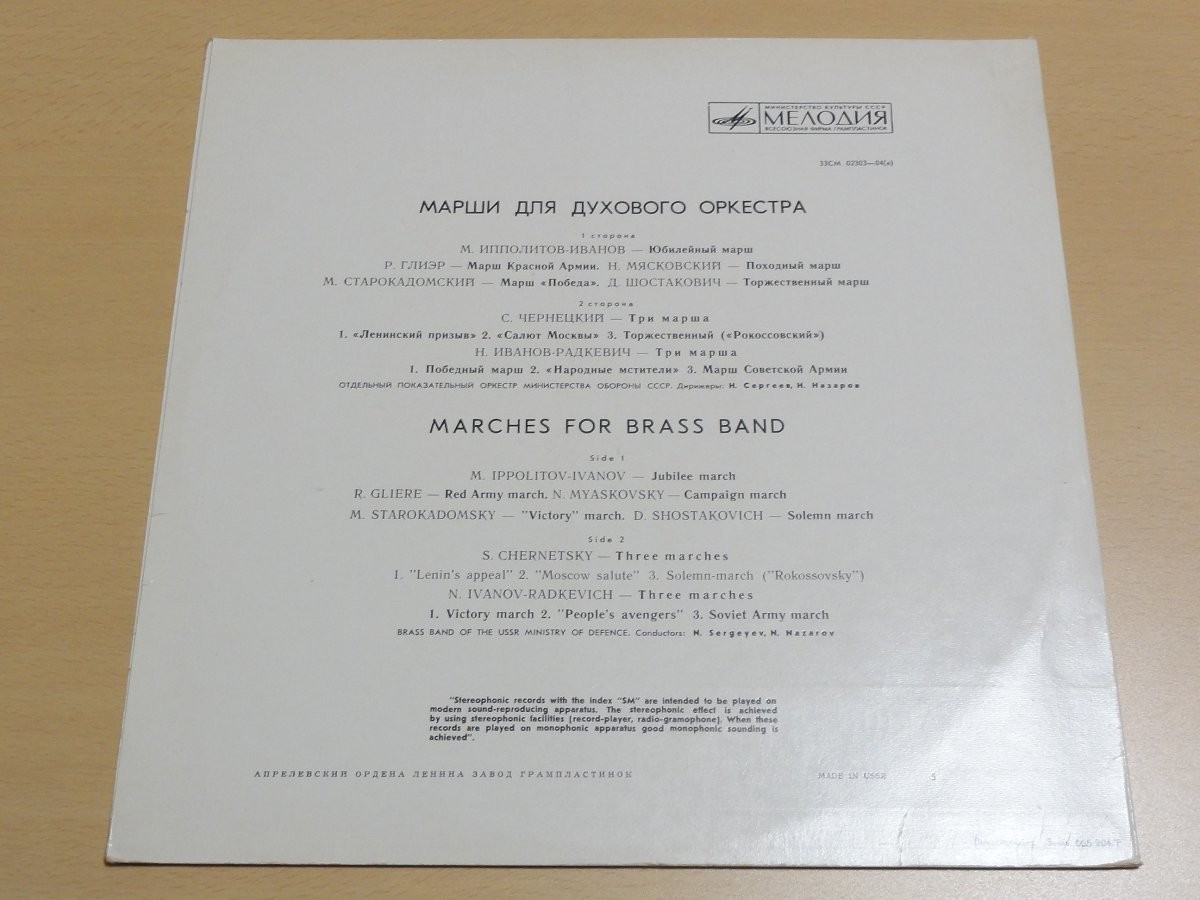 МИНИСТЕРСТВО КУЛЬТУРЫ СССР
МЕЛОДИЯ
ВСЕСОЮЗНАЯ ФИРМА ГРАМПЛАСТИНОК
33СМ 02303—04(а)
МАРШИ ДЛЯ ДУХОВОГО ОРКЕСТРА
1 сторона
М. ИППОЛИТОВ-ИВАНОВ — Юбилейный марш
Р. ГЛИЭР — Марш Красной Армии. Н. МЯСКОВСКИЙ — Походный марш
М. СТАРОКАДОМСКИЙ — Марш «Победа». Д. ШОСТАКОВИЧ — Торжественный марш
2 сторона
С. ЧЕРНЕЦКИЙ — Три марша
1. «Ленинский призыв» 2. «Салют Москвы» 3. Торжественный («Рокоссовский»)
Н. ИВАНОВ-РАДКЕВИЧ — Три марша
1. Победный марш 2. «Народные мстители» 3. Марш Советской Армии
ОТДЕЛЬНЫЙ ПОКАЗАТЕЛЬНЫЙ ОРКЕСТР МИНИСТЕРСТВА ОБОРОНЫ СССР. Дирижеры: Н. Сергеев, Н. Назаров
MARCHES FOR BRASS BAND
Side 1
M. IPPOLITOV-IVANOV — Jubilee march
R. GLIERE — Red Army march. N. MYASKOVSKY — Campaign march
M. STAROKADOMSKY — "Victory" march. D. SHOSTAKOVICH — Solemn march
Side 2
S. CHERNETSKY — Three marches
1. "Lenin's appeal" 2. "Moscow salute" 3. Solemn-march ("Rokossovsky")
N. IVANOV-RADKEVICH — Three marches
1. Victory march 2. "People's avengers" 3. Soviet Army march
BRASS BAND OF THE USSR MINISTRY OF DEFENCE. Conductors: N. Sergeyev, N. Nazarov
"Stereophonic records with the index "SM" are intended to be played on
modern sound-reproducing apparatus. The stereophonic effect is achieved
by using stereophonic facilities (record-player, radio-gramophone). When these
records are played on monophonic apparatus good monophonic sounding is
achieved".
АПРЕЛЕВСКИЙ ОРДЕНА ЛЕНИНА ЗАВОД ГРАМПЛАСТИНОК
MADE IN USSR